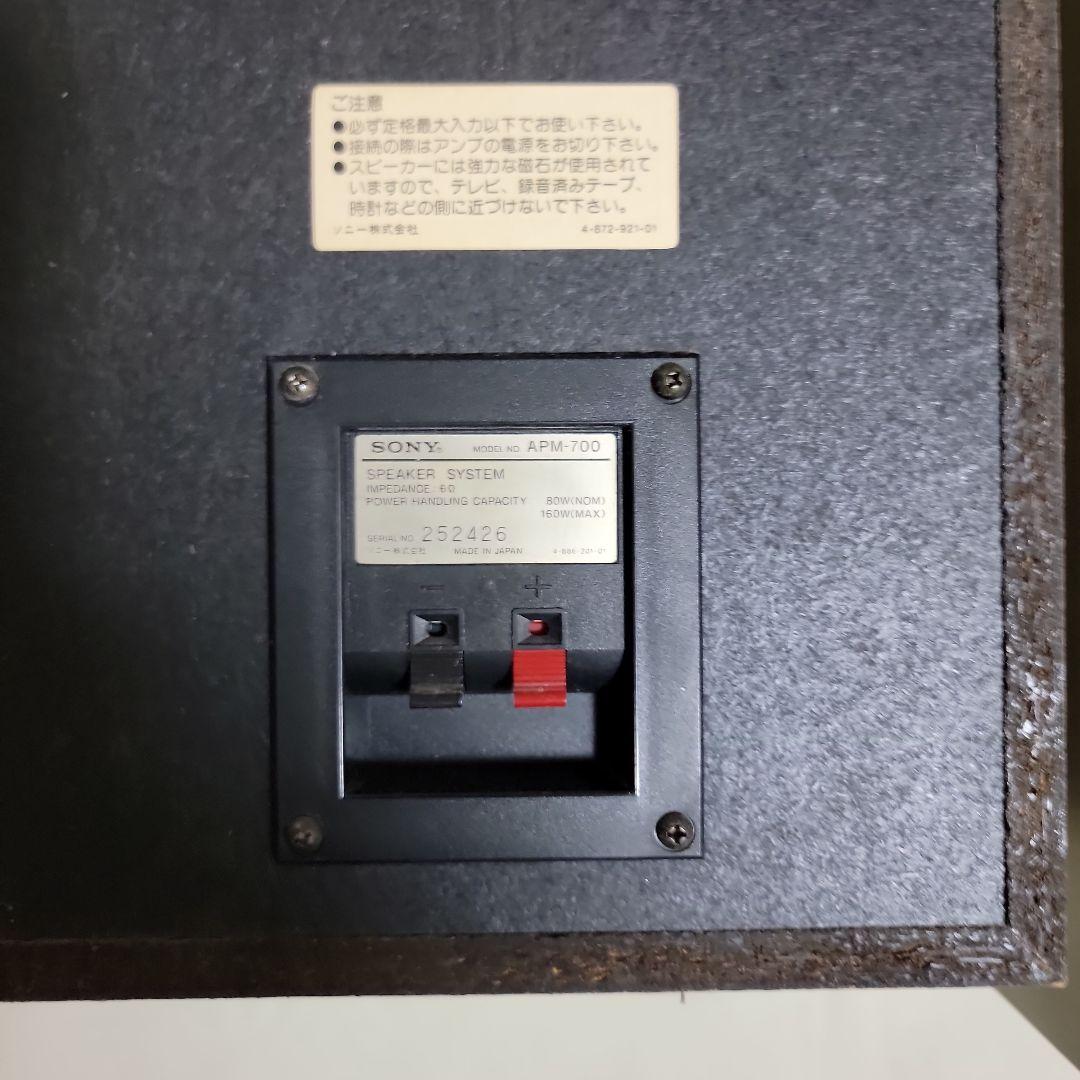 ご注意
●必ず定格最大入力以下でお使い下さい。
●接続の際はアンプの電源をお切り下さい。
●スピーカーには強力な磁石が使用されて
いますので、テレビ、録音済みテープ、
時計などの側に近づけないで下さい。
ソニー株式会社 4-872-921-01
SONY® MODEL NO. APM-700
SPEAKER SYSTEM
IMPEDANCE 6Ω
POWER HANDLING CAPACITY 80W(NOM)
160W(MAX)
SERIAL NO. 252426
ソニー株式会社 MADE IN JAPAN 4-886-201-01
− +